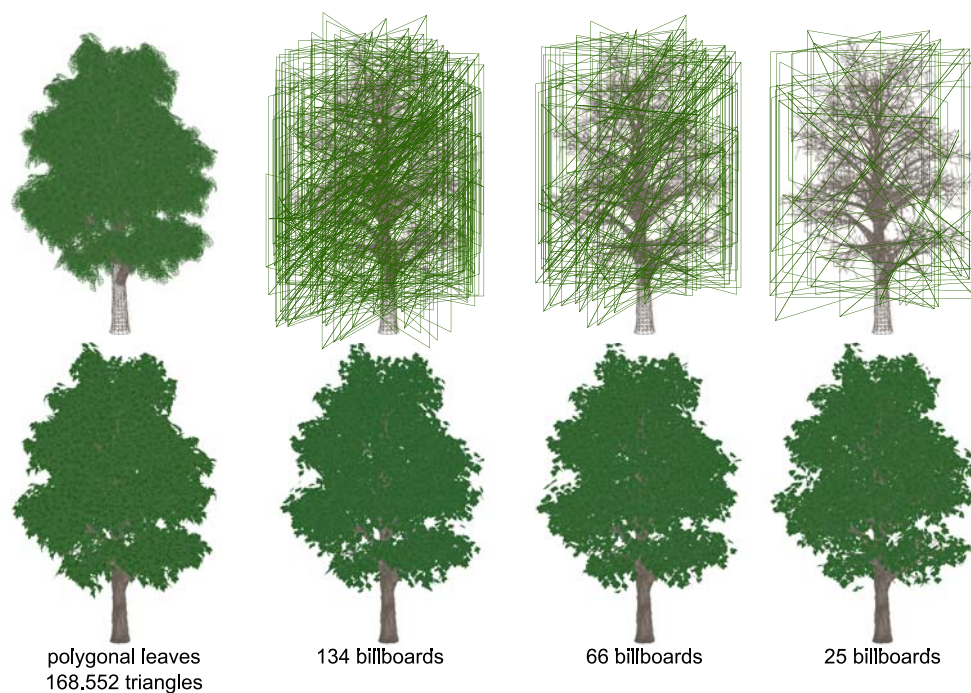 polygonal leaves
168,552 triangles
134 billboards
66 billboards
25 billboards